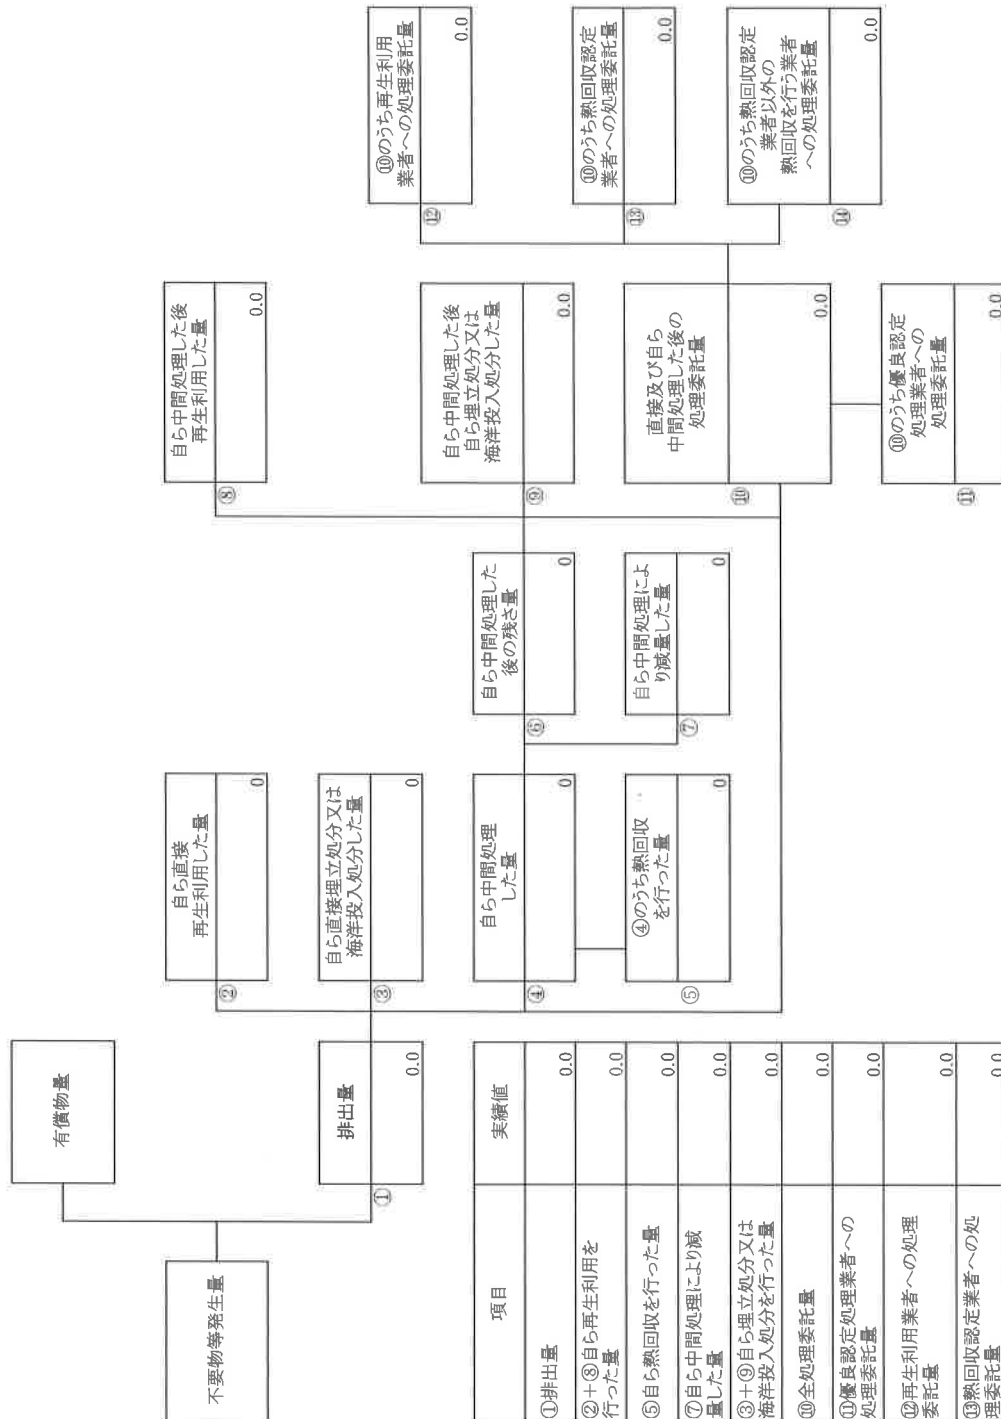 不要物等発生量
有償物量
排出量
①
0.0
自ら直接
再生利用した量
②
0
自ら直接埋立処分又は
海洋投入処分した量
③
0
自ら中間処理
した量
④
0
④のうち熱回収
を行った量
⑤
0
自ら中間処理した
後の残さ量
⑥
0
自ら中間処理によ
り減量した量
⑦
0
自ら中間処理した後
再生利用した量
⑧
0.0
自ら中間処理した後
自ら埋立処分又は
海洋投入処分した量
⑨
0.0
直接及び自ら
中間処理した後の
処理委託量
⑩
0.0
⑩のうち優良認定
処理業者への
処理委託量
⑪
0.0
⑩のうち再生利用
業者への処理委託量
⑫
0.0
⑩のうち熱回収認定
業者への処理委託量
⑬
0.0
⑩のうち熱回収認定
業者以外の
熱回収を行う業者
への処理委託量
⑭
0.0
項目
実績値
①排出量
0.0
②+⑧自ら再生利用を
行った量
0.0
⑤自ら熱回収を行った量
0.0
⑦自ら中間処理により減
量した量
0.0
③+⑨自ら埋立処分又は
海洋投入処分を行った量
0.0
⑩全処理委託量
0.0
⑪優良認定処理業者への
処理委託量
0.0
⑫再生利用業者への処理
委託量
0.0
⑬熱回収認定業者への処
理委託量
0.0